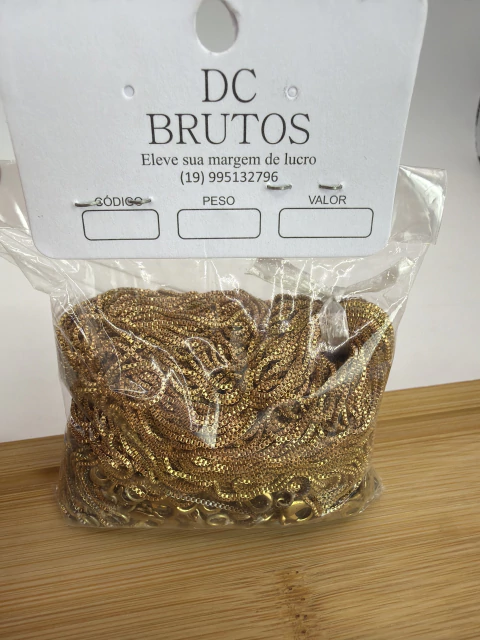 DC
BRUTOS
Eleve sua margem de lucro
(19) 995132796
CÓDIGO PESO VALOR